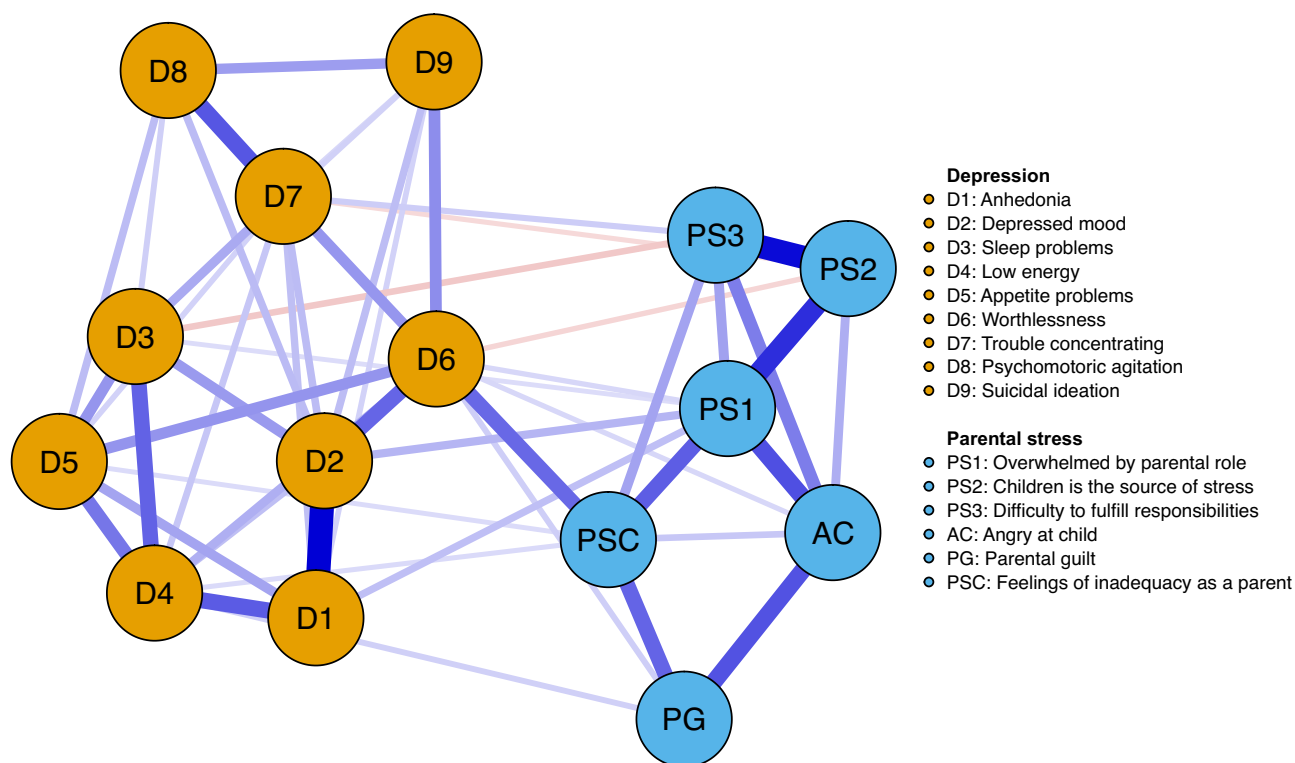 D8
D9
D7
PS3
PS2
D3
D6
PS1
D5
D2
PSC
AC
D4
D1
PG
Depression
D1: Anhedonia
D2: Depressed mood
D3: Sleep problems
D4: Low energy
D5: Appetite problems
D6: Worthlessness
D7: Trouble concentrating
D8: Psychomotoric agitation
D9: Suicidal ideation
Parental stress
PS1: Overwhelmed by parental role
PS2: Children is the source of stress
PS3: Difficulty to fulfill responsibilities
AC: Angry at child
PG: Parental guilt
PSC: Feelings of inadequacy as a parent